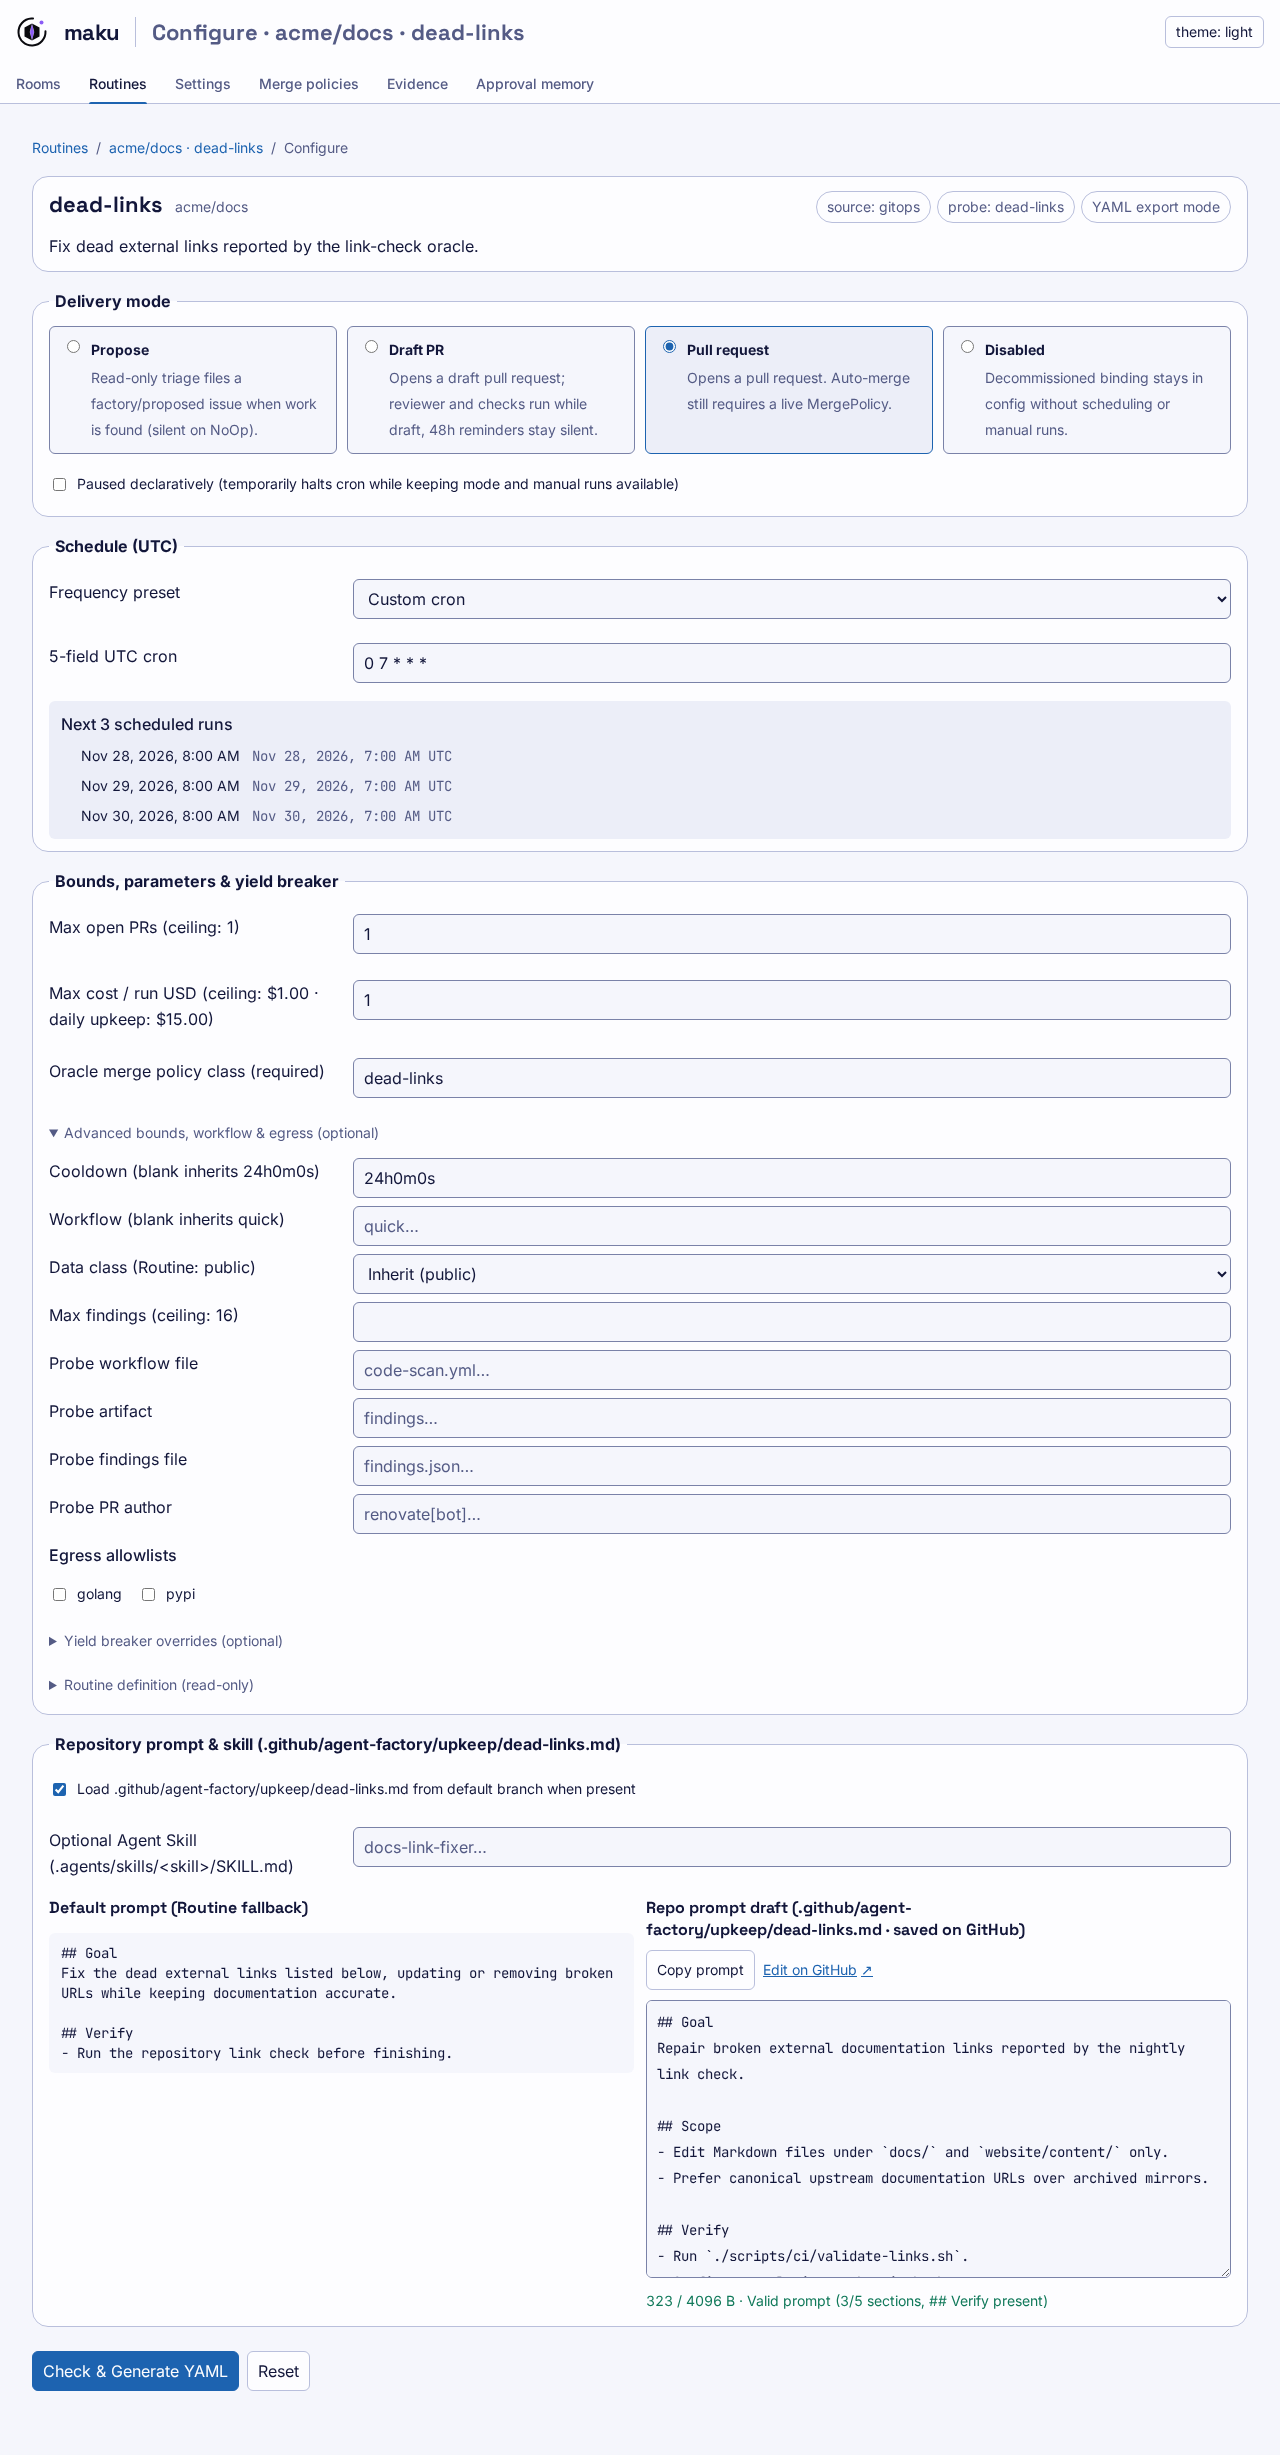 maku
Configure · acme/docs · dead-links
theme: light
Rooms
Routines
Settings
Merge policies
Evidence
Approval memory
Routines / acme/docs · dead-links / Configure
dead-links acme/docs
source: gitops
probe: dead-links
YAML export mode
Fix dead external links reported by the link-check oracle.
Delivery mode
Propose
Read-only triage files a
factory/proposed issue when work
is found (silent on NoOp).
Draft PR
Opens a draft pull request;
reviewer and checks run while
draft, 48h reminders stay silent.
Pull request
Opens a pull request. Auto-merge
still requires a live MergePolicy.
Disabled
Decommissioned binding stays in
config without scheduling or
manual runs.
Paused declaratively (temporarily halts cron while keeping mode and manual runs available)
Schedule (UTC)
Frequency preset
Custom cron
5-field UTC cron
0 7 * * *
Next 3 scheduled runs
Nov 28, 2026, 8:00 AM Nov 28, 2026, 7:00 AM UTC
Nov 29, 2026, 8:00 AM Nov 29, 2026, 7:00 AM UTC
Nov 30, 2026, 8:00 AM Nov 30, 2026, 7:00 AM UTC
Bounds, parameters & yield breaker
Max open PRs (ceiling: 1)
1
Max cost / run USD (ceiling: $1.00 ·
daily upkeep: $15.00)
1
Oracle merge policy class (required)
dead-links
▼ Advanced bounds, workflow & egress (optional)
Cooldown (blank inherits 24h0m0s)
24h0m0s
Workflow (blank inherits quick)
quick…
Data class (Routine: public)
Inherit (public)
Max findings (ceiling: 16)
Probe workflow file
code-scan.yml…
Probe artifact
findings…
Probe findings file
findings.json…
Probe PR author
renovate[bot]…
Egress allowlists
golang
pypi
▶ Yield breaker overrides (optional)
▶ Routine definition (read-only)
Repository prompt & skill (.github/agent-factory/upkeep/dead-links.md)
Load .github/agent-factory/upkeep/dead-links.md from default branch when present
Optional Agent Skill
(.agents/skills/<skill>/SKILL.md)
docs-link-fixer…
Default prompt (Routine fallback)
## Goal
Fix the dead external links listed below, updating or removing broken
URLs while keeping documentation accurate.
## Verify
- Run the repository link check before finishing.
Repo prompt draft (.github/agent-
factory/upkeep/dead-links.md · saved on GitHub)
Copy prompt
Edit on GitHub ↗
## Goal
Repair broken external documentation links reported by the nightly
link check.
## Scope
- Edit Markdown files under `docs/` and `website/content/` only.
- Prefer canonical upstream documentation URLs over archived mirrors.
## Verify
- Run `./scripts/ci/validate-links.sh`.
323 / 4096 B · Valid prompt (3/5 sections, ## Verify present)
Check & Generate YAML
Reset